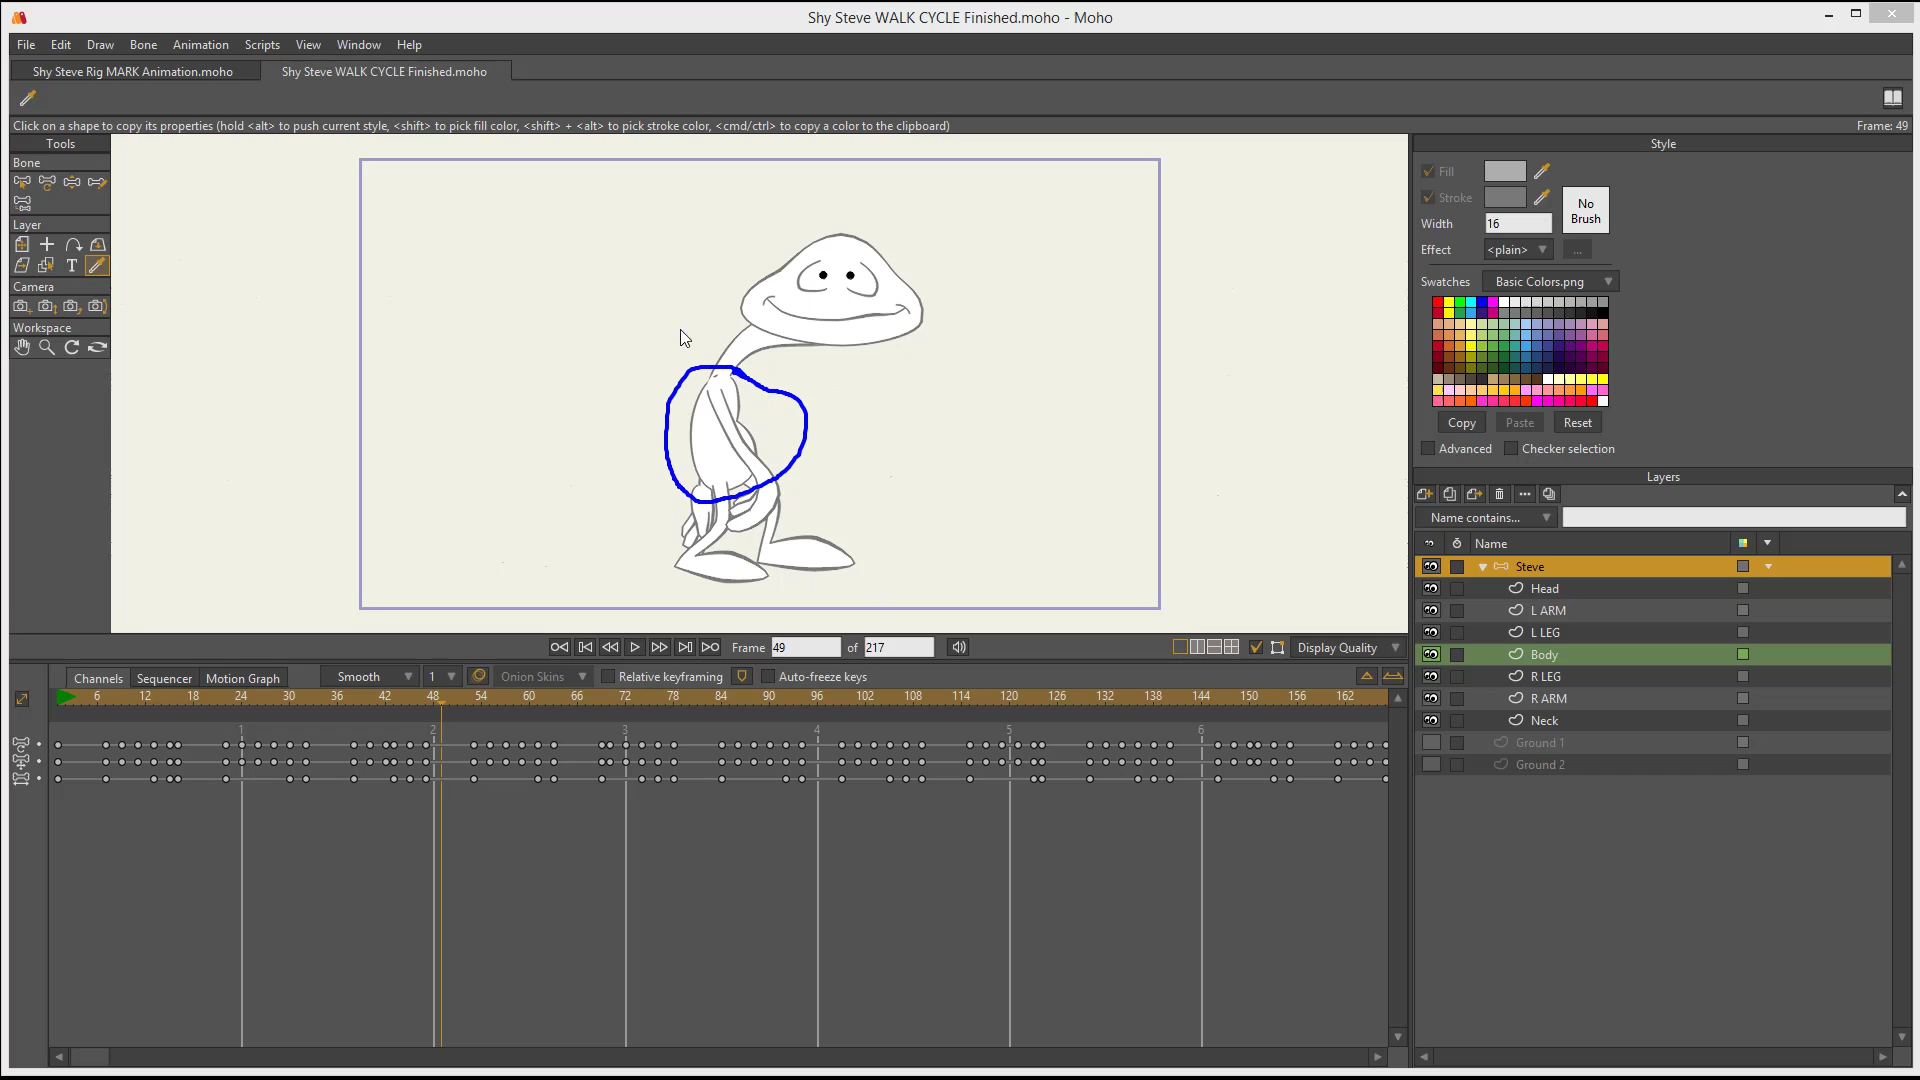 Shy Steve WALK CYCLE Finished.moho - Moho
File Edit Draw Bone Animation Scripts View Window Help
Shy Steve Rig MARK Animation.moho Shy Steve WALK CYCLE Finished.moho
Click on a shape to copy its properties (hold <alt> to push current style, <shift> to pick fill color, <shift> + <alt> to pick stroke color, <cmd/ctrl> to copy a color to the clipboard) Frame: 49
Tools
Bone
Layer
T
Camera
Workspace
Style
Fill
Stroke
No Brush
Width 16
Effect <plain> ...
Swatches Basic Colors.png
Copy Paste Reset
Advanced Checker selection
Layers
Name contains...
Name
Steve
Head
L ARM
L LEG
Body
R LEG
R ARM
Neck
Ground 1
Ground 2
Frame 49 of 217 Display Quality
Channels Sequencer Motion Graph Smooth 1 Onion Skins Relative keyframing Auto-freeze keys
6 12 18 24 30 36 42 48 54 60 66 72 78 84 90 96 102 108 114 120 126 132 138 144 150 156 162
1 2 3 4 5 6